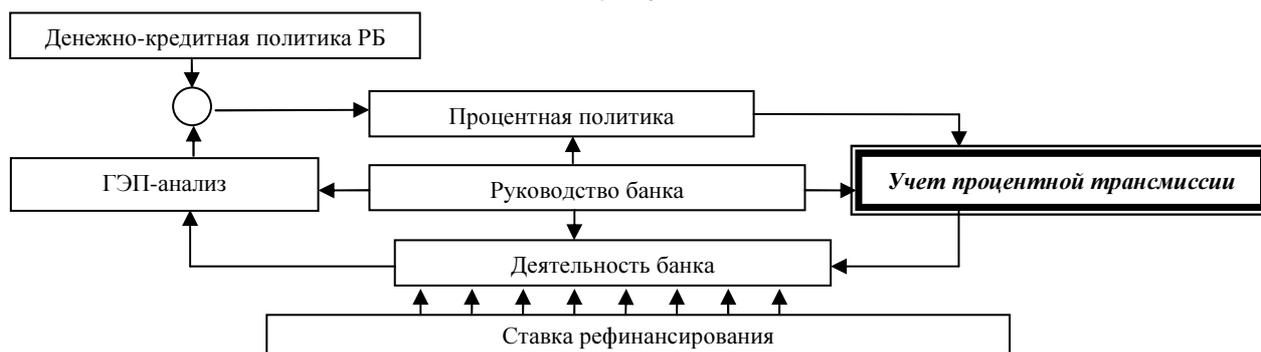 Денежно-кредитная политика РБ
Процентная политика
ГЭП-анализ
Руководство банка
Учет процентной трансмиссии
Деятельность банка
Ставка рефинансирования